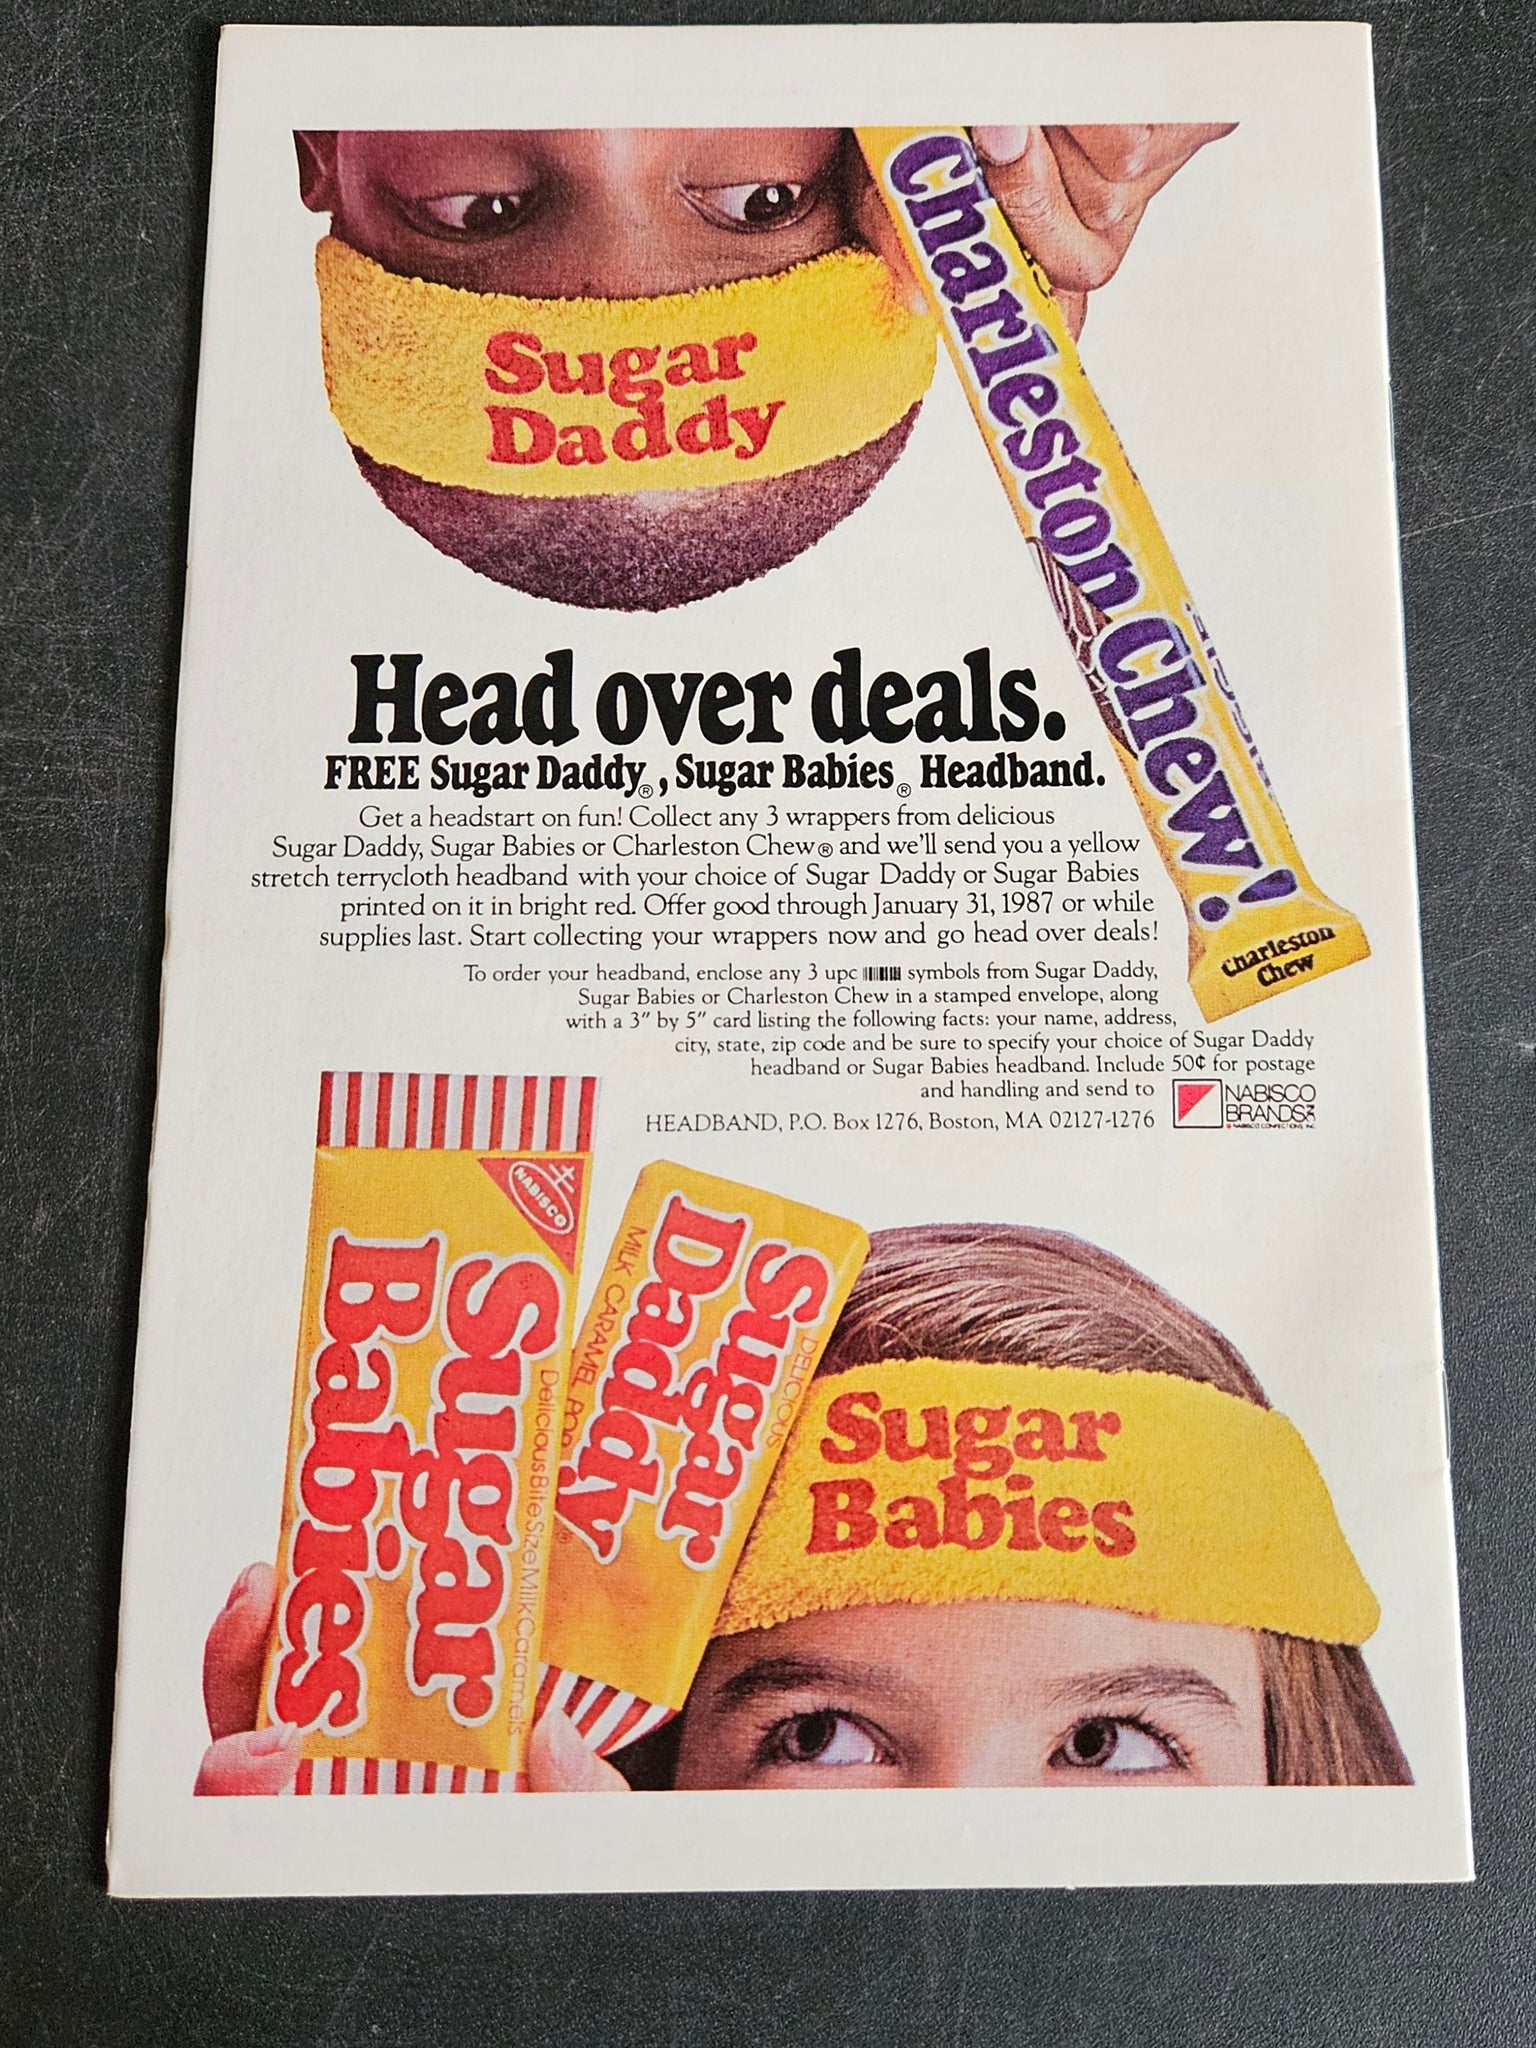 Sugar
Daddy
Charleston Chew!
Charleston
Chew
Head over deals.
FREE Sugar Daddy®, Sugar Babies® Headband.
Get a headstart on fun! Collect any 3 wrappers from delicious
Sugar Daddy, Sugar Babies or Charleston Chew® and we'll send you a yellow
stretch terrycloth headband with your choice of Sugar Daddy or Sugar Babies
printed on it in bright red. Offer good through January 31, 1987 or while
supplies last. Start collecting your wrappers now and go head over deals!
To order your headband, enclose any 3 upc symbols from Sugar Daddy,
Sugar Babies or Charleston Chew in a stamped envelope, along
with a 3" by 5" card listing the following facts: your name, address,
city, state, zip code and be sure to specify your choice of Sugar Daddy
headband or Sugar Babies headband. Include 50¢ for postage
and handling and send to
HEADBAND, P.O. Box 1276, Boston, MA 02127-1276
NABISCO
BRANDS INC
NABISCO CONFECTIONS INC
NABISCO
Sugar
Babies
Delicious Bite Size Milk Caramels
DELICIOUS
Sugar
Daddy
MILK CARAMEL POP
Sugar
Babies